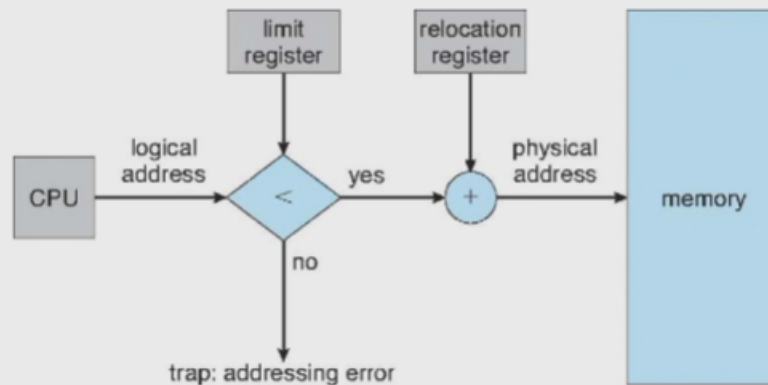 limit
register
relocation
register
logical
address
physical
address
CPU
<
yes
+
memory
no
trap: addressing error